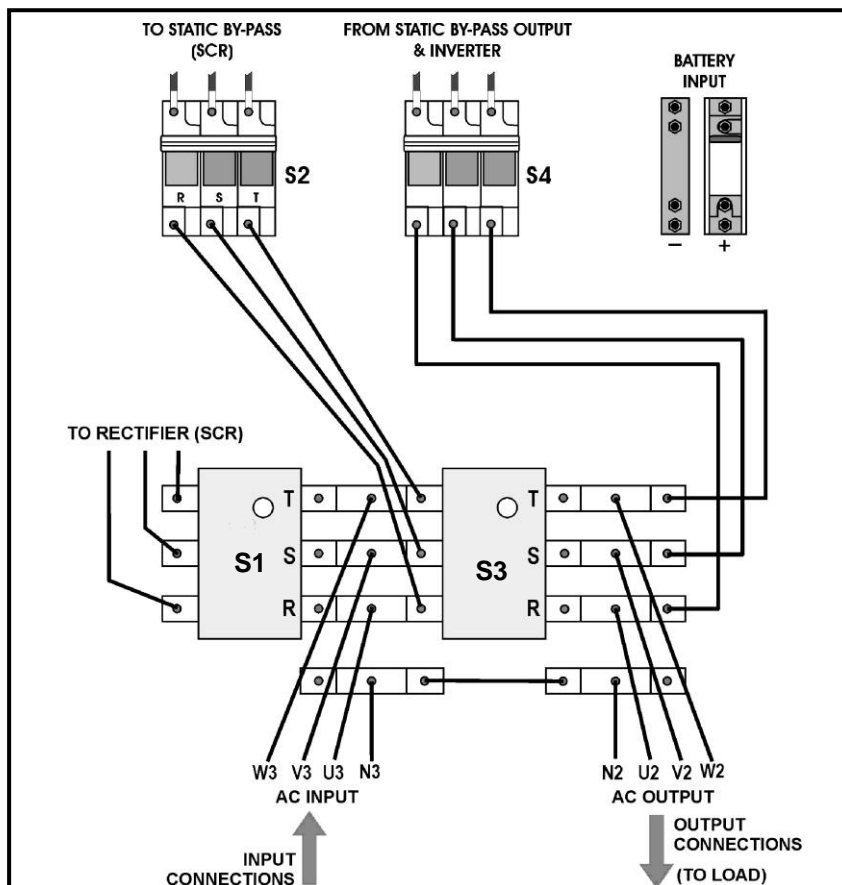 TO STATIC BY-PASS
(SCR)
FROM STATIC BY-PASS OUTPUT
& INVERTER
BATTERY
INPUT
S2
S4
R S T
− +
TO RECTIFIER (SCR)
T
S1 S
R
T
S3 S
R
W3 V3 U3 N3
AC INPUT
N2 U2 V2 W2
AC OUTPUT
INPUT
CONNECTIONS
OUTPUT
CONNECTIONS
(TO LOAD)